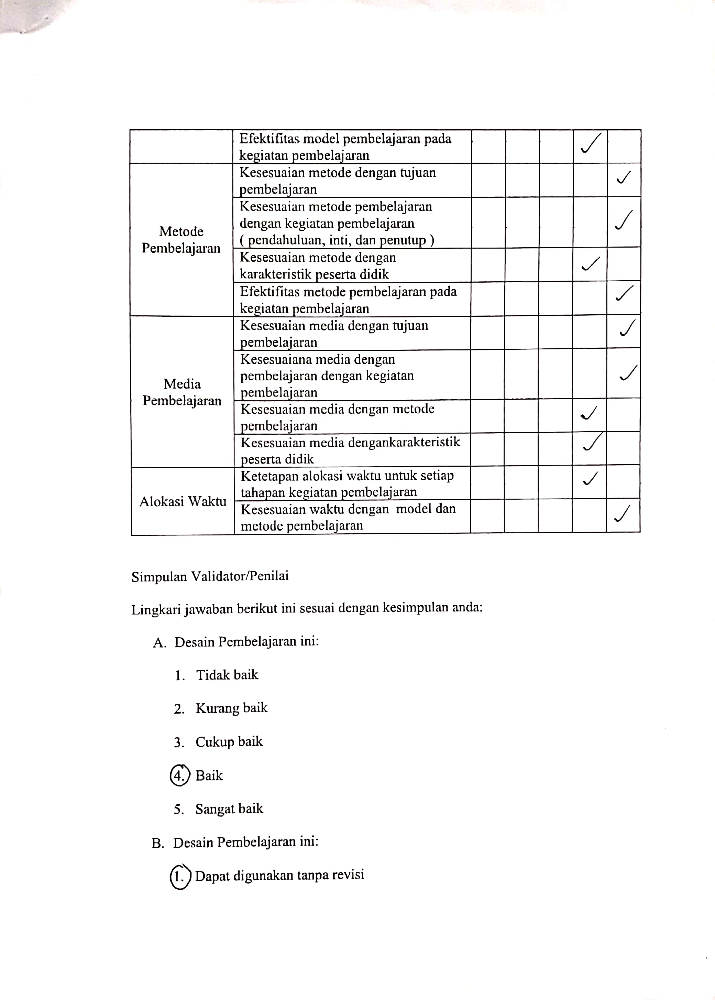 Efektifitas model pembelajaran pada
kegiatan pembelajaran
Metode
Pembelajaran
Kesesuaian metode dengan tujuan
pembelajaran
Kesesuaian metode pembelajaran
dengan kegiatan pembelajaran
( pendahuluan, inti, dan penutup )
Kesesuaian metode dengan
karakteristik peserta didik
Efektifitas metode pembelajaran pada
kegiatan pembelajaran
Media
Pembelajaran
Kesesuaian media dengan tujuan
pembelajaran
Kesesuaiana media dengan
pembelajaran dengan kegiatan
pembelajaran
Kesesuaian media dengan metode
pembelajaran
Kesesuaian media dengankarakteristik
peserta didik
Alokasi Waktu
Ketetapan alokasi waktu untuk setiap
tahapan kegiatan pembelajaran
Kesesuaian waktu dengan model dan
metode pembelajaran
Simpulan Validator/Penilai
Lingkari jawaban berikut ini sesuai dengan kesimpulan anda:
A. Desain Pembelajaran ini:
1. Tidak baik
2. Kurang baik
3. Cukup baik
4. Baik
5. Sangat baik
B. Desain Pembelajaran ini:
1. Dapat digunakan tanpa revisi